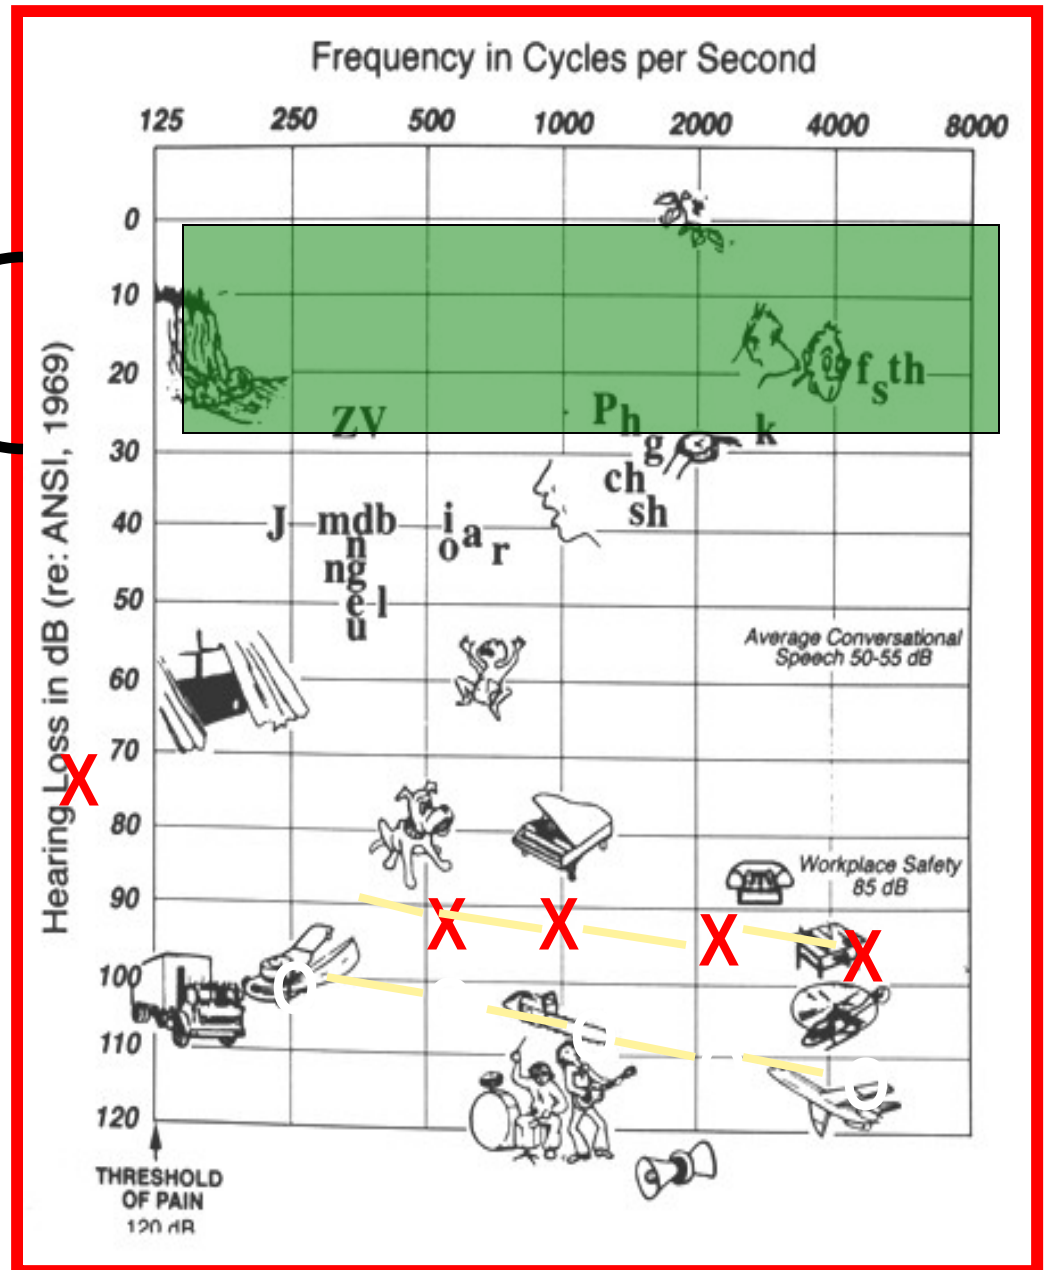 Frequency in Cycles per Second
125 250 500 1000 2000 4000 8000
Hearing Loss in dB (re: ANSI, 1969)
0
10
20
f s th
ZV P h k
30
g
ch
sh
40
J mdb i a
n o r
ng
50
e l
u
Average Conversational
Speech 50-55 dB
60
70
X
80
Workplace Safety
85 dB
90
X X X X
100
O
O
110
O
120
THRESHOLD
OF PAIN
120 dB